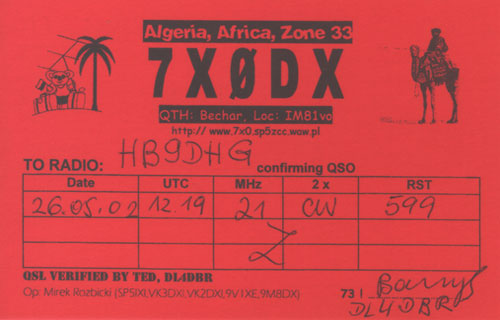 Algeria, Africa, Zone 33
7XØDX
QTH: Bechar, Loc: IM81vo
http://www.7x0.sp5zcc.waw.pl
TO RADIO: HB9DHG confirming QSO
Date UTC MHz 2 x RST
26.05.02 12.19 21 CW 599
QSL VERIFIED BY TED, DL4DBR
Op: Mirek Rozbicki (SP5IXI,VK3DXI,VK2DXI,9V1XE,9M8DX) 73 !
DL4DBR